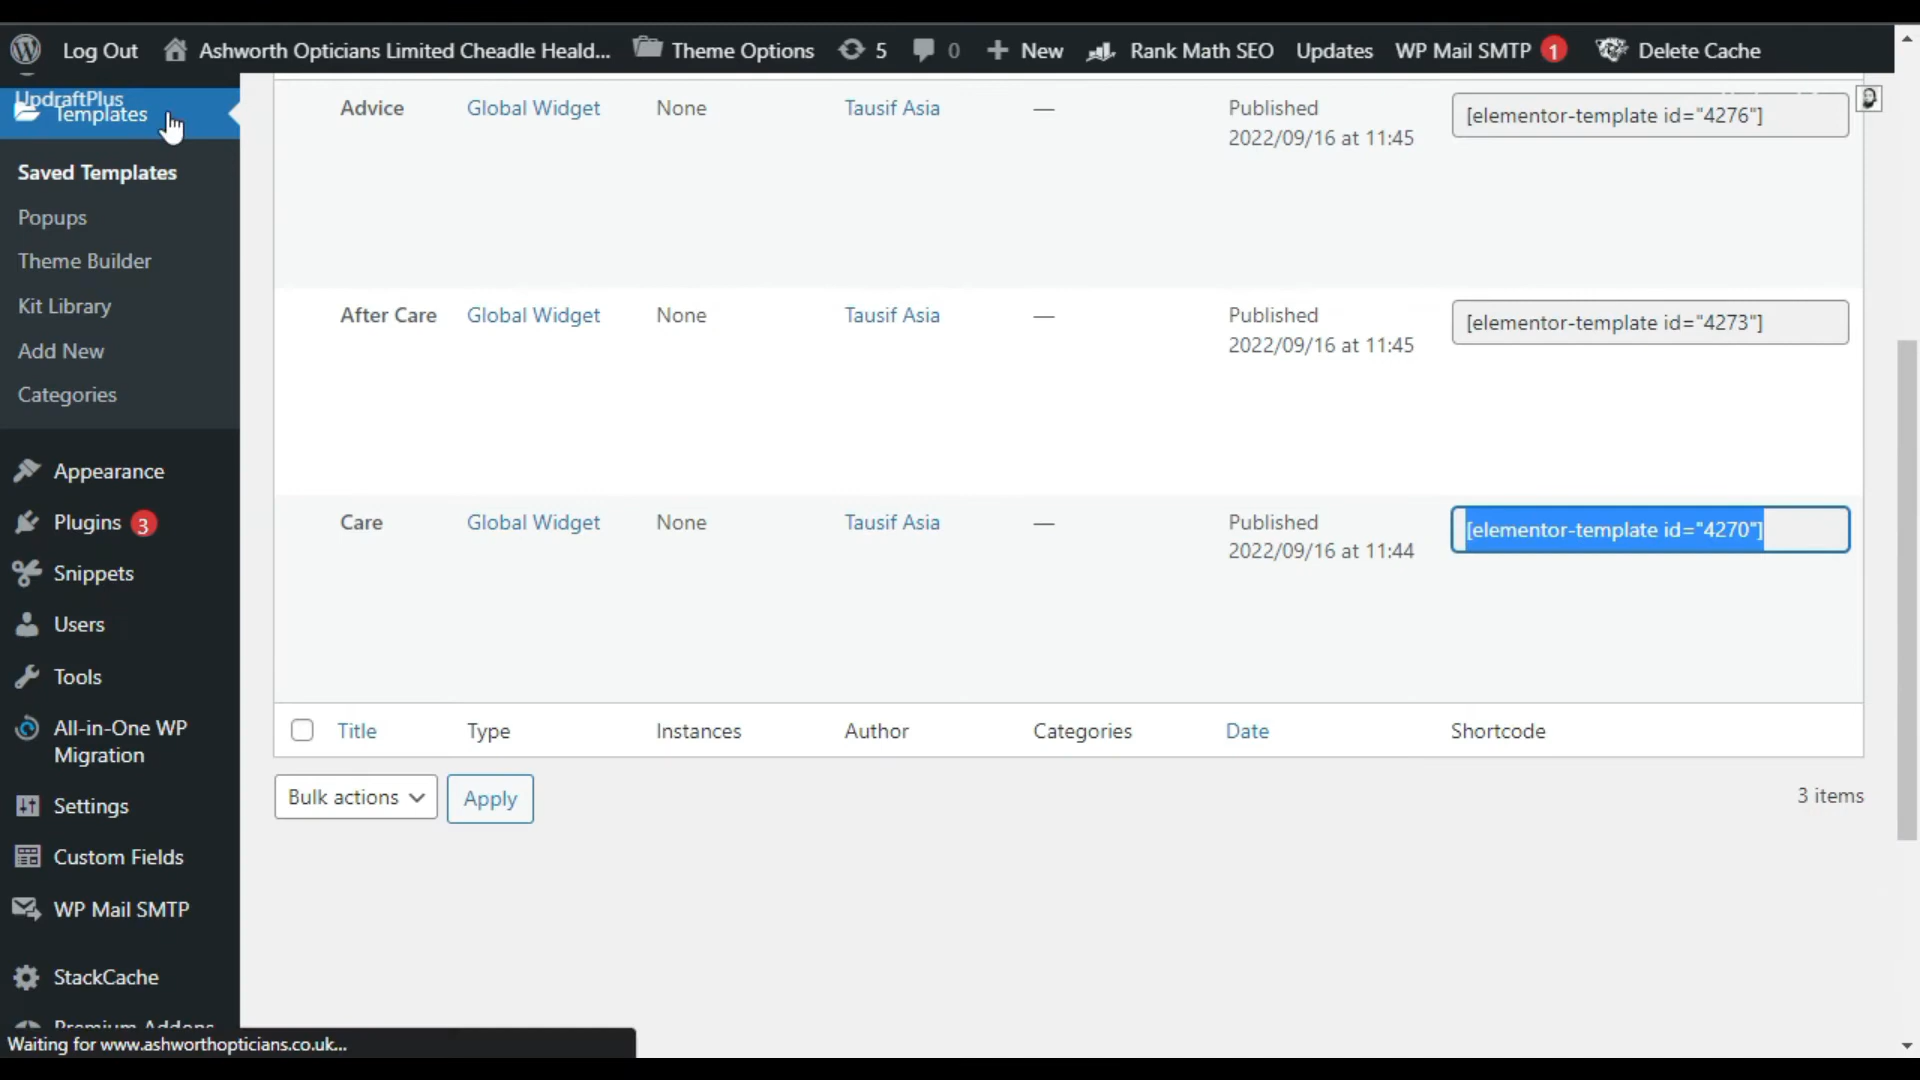 Log Out
Ashworth Opticians Limited Cheadle Heald...
Theme Options
5
0
New
Rank Math SEO
Updates
WP Mail SMTP 1
Delete Cache
UpdraftPlus
Templates
Saved Templates
Popups
Theme Builder
Kit Library
Add New
Categories
Appearance
Plugins 3
Snippets
Users
Tools
All-in-One WP
Migration
Settings
Custom Fields
WP Mail SMTP
StackCache
Premium Addons
Waiting for www.ashworthopticians.co.uk...
Advice Global Widget None Tausif Asia — Published [elementor-template id="4276"]
2022/09/16 at 11:45
After Care Global Widget None Tausif Asia — Published [elementor-template id="4273"]
2022/09/16 at 11:45
Care Global Widget None Tausif Asia — Published [elementor-template id="4270"]
2022/09/16 at 11:44
Title Type Instances Author Categories Date Shortcode
Bulk actions Apply 3 items